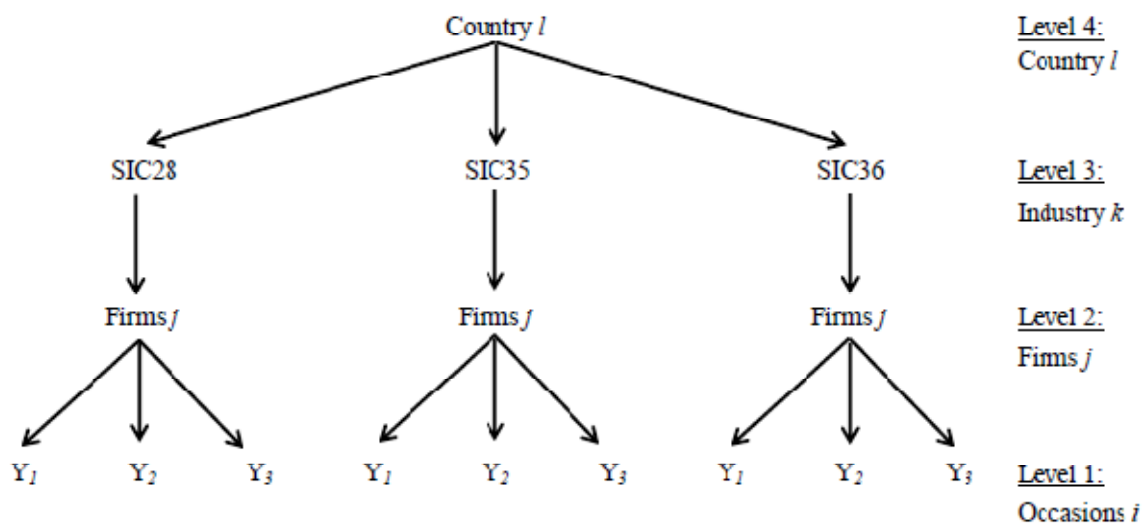 Country l
Level 4:
Country l
SIC28 SIC35 SIC36
Level 3:
Industry k
Firms j Firms j Firms j
Level 2:
Firms j
Y1 Y2 Y3 Y1 Y2 Y3 Y1 Y2 Y3
Level 1:
Occasions i